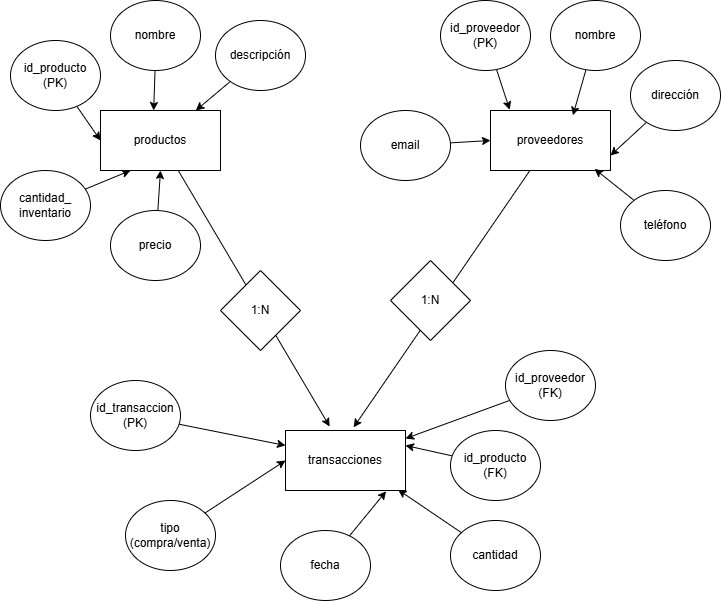 nombre
id_proveedor
(PK)
nombre
descripción
id_producto
(PK)
dirección
productos
proveedores
email
cantidad_
inventario
teléfono
precio
1:N
1:N
id_proveedor
(FK)
id_transaccion
(PK)
transacciones
id_producto
(FK)
tipo
(compra/venta)
cantidad
fecha